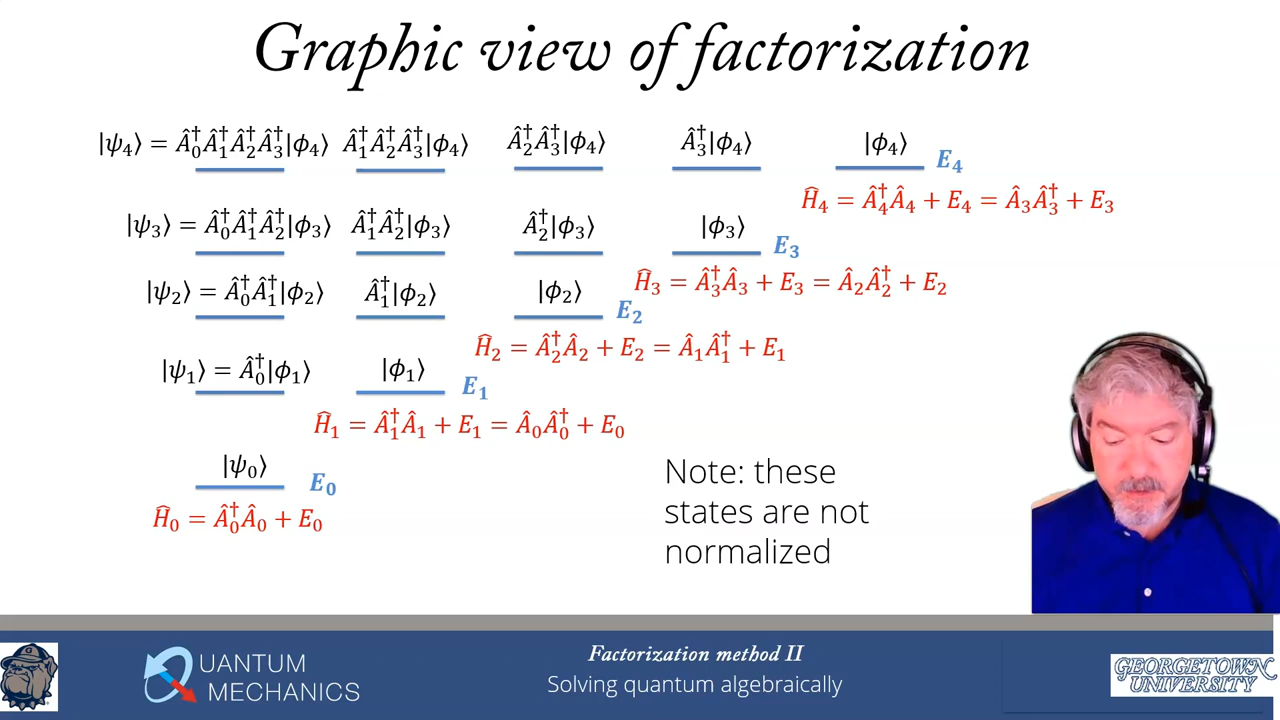 Graphic view of factorization
|ψ₄⟩ = Â₀†Â₁†Â₂†Â₃†|ϕ₄⟩ Â₁†Â₂†Â₃†|ϕ₄⟩ Â₂†Â₃†|ϕ₄⟩ Â₃†|ϕ₄⟩ |ϕ₄⟩
E₄
Ĥ₄ = Â₄†Â₄ + E₄ = Â₃Â₃† + E₃
|ψ₃⟩ = Â₀†Â₁†Â₂†|ϕ₃⟩ Â₁†Â₂†|ϕ₃⟩ Â₂†|ϕ₃⟩ |ϕ₃⟩
E₃
Ĥ₃ = Â₃†Â₃ + E₃ = Â₂Â₂† + E₂
|ψ₂⟩ = Â₀†Â₁†|ϕ₂⟩ Â₁†|ϕ₂⟩ |ϕ₂⟩
E₂
Ĥ₂ = Â₂†Â₂ + E₂ = Â₁Â₁† + E₁
|ψ₁⟩ = Â₀†|ϕ₁⟩ |ϕ₁⟩
E₁
Ĥ₁ = Â₁†Â₁ + E₁ = Â₀Â₀† + E₀
|ψ₀⟩
E₀
Ĥ₀ = Â₀†Â₀ + E₀
Note: these
states are not
normalized
G
QUANTUM
MECHANICS
Factorization method II
Solving quantum algebraically
GEORGETOWN
UNIVERSITY